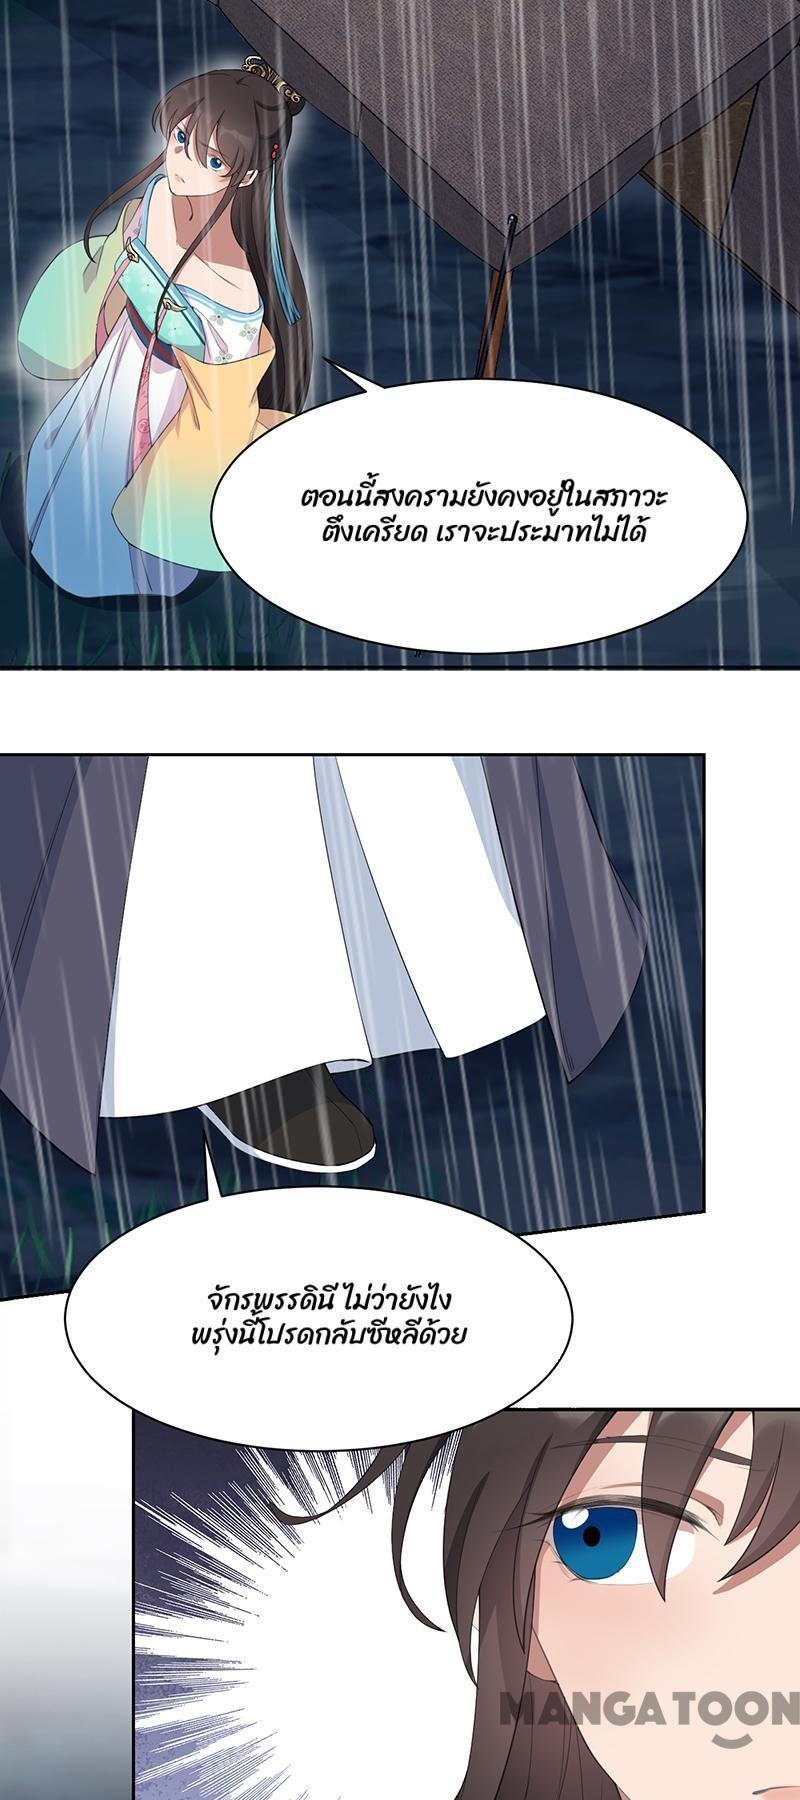 ตอนนี้สงครามยังคงอยู่ในสภาวะ
ตึงเครียด เราจะประมาทไม่ได้
จักรพรรดินี ไม่ว่ายังไง
พรุ่งนี้โปรดกลับซีหลีด้วย
MANGATOON